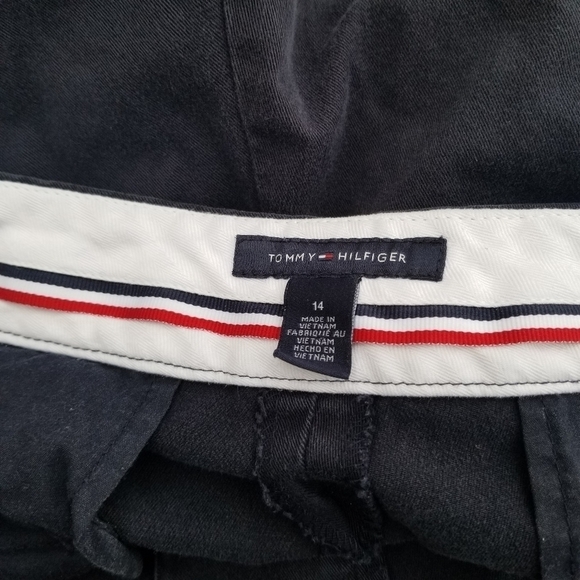 TOMMY HILFIGER
14
MADE IN
VIETNAM
FABRIQUÉ AU
VIETNAM
HECHO EN
VIETNAM